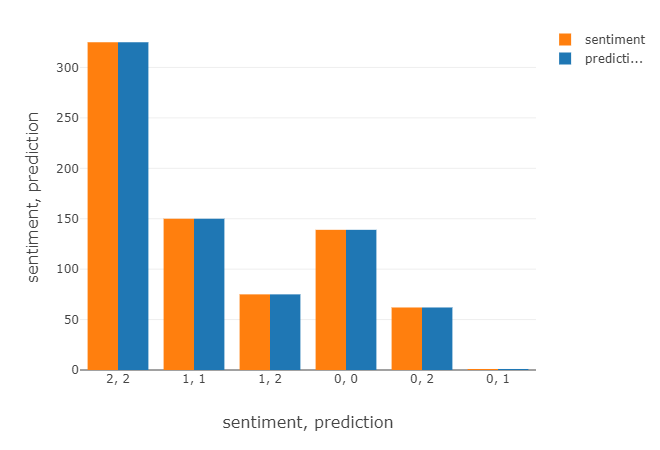 sentiment
predicti...
300
250
200
150
100
50
0
sentiment, prediction
2, 2 1, 1 1, 2 0, 0 0, 2 0, 1
sentiment, prediction